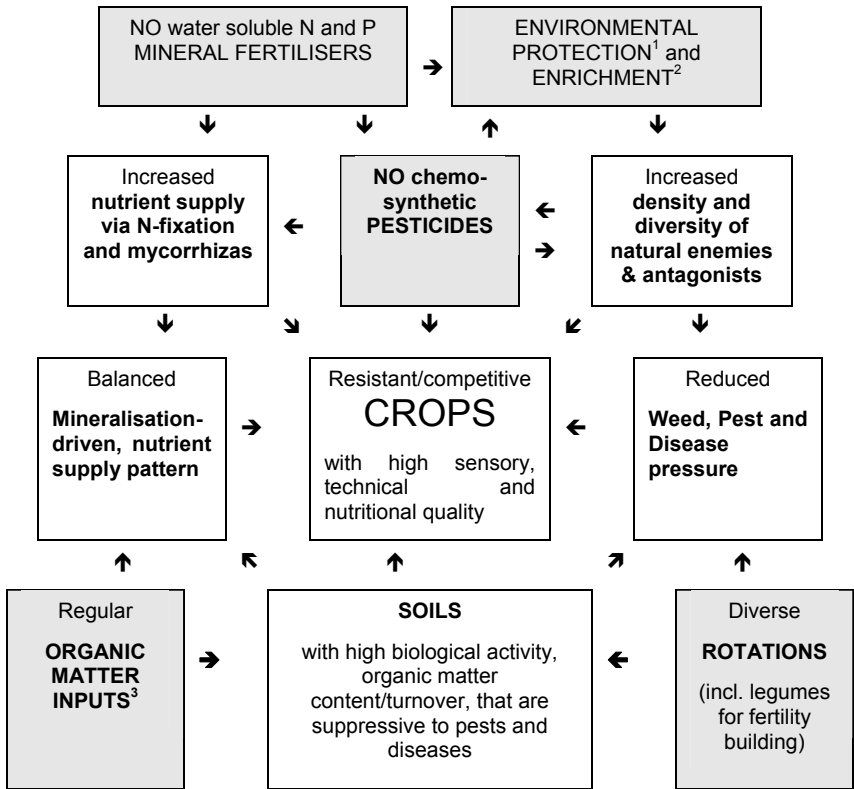 NO water soluble N and P
MINERAL FERTILISERS
ENVIRONMENTAL
PROTECTION¹ and
ENRICHMENT²
Increased
nutrient supply
via N-fixation
and mycorrhizas
NO chemo-
synthetic
PESTICIDES
Increased
density and
diversity of
natural enemies
& antagonists
Balanced
Mineralisation-
driven, nutrient
supply pattern
Resistant/competitive
CROPS
with high sensory,
technical and
nutritional quality
Reduced
Weed, Pest and
Disease
pressure
Regular
ORGANIC
MATTER
INPUTS³
SOILS
with high biological activity,
organic matter
content/turnover, that are
suppressive to pests and
diseases
Diverse
ROTATIONS
(incl. legumes
for fertility
building)